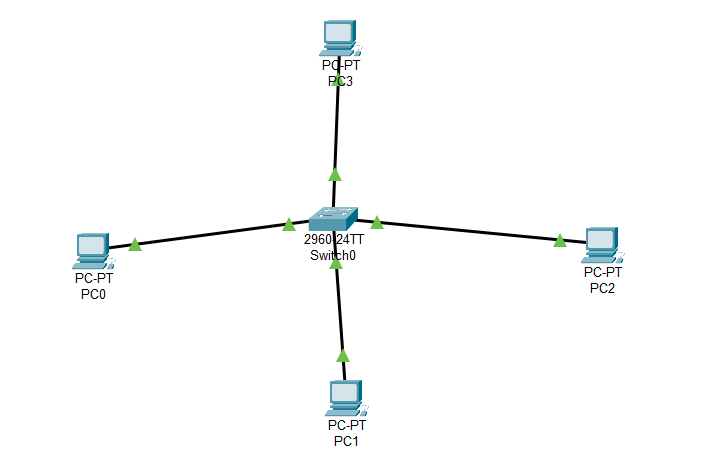 PC-PT
PC3
2960-24TT
Switch0
PC-PT
PC0
PC-PT
PC2
PC-PT
PC1